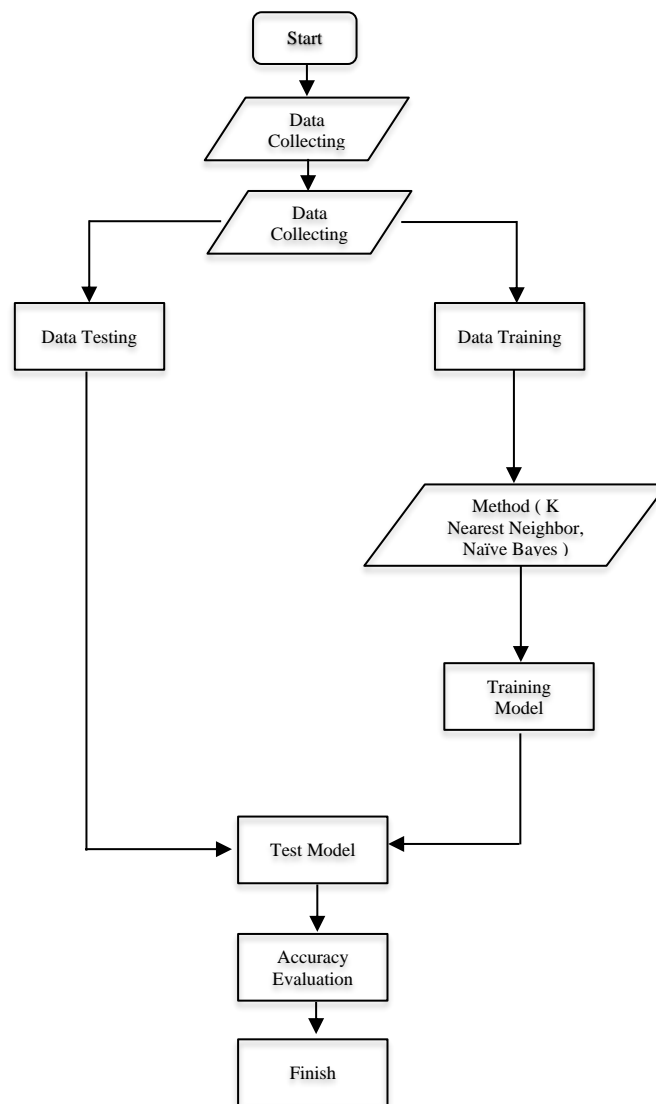 Start
Data
Collecting
Data
Collecting
Data Testing
Data Training
Method ( K
Nearest Neighbor,
Naïve Bayes )
Training
Model
Test Model
Accuracy
Evaluation
Finish